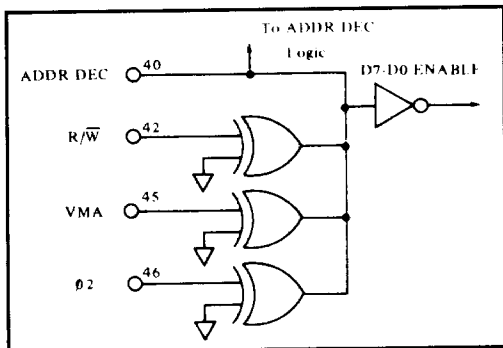 To ADDR DEC
Logic
ADDR DEC 40
D7-D0 ENABLE
R/W̅ 42
VMA 45
φ2 46